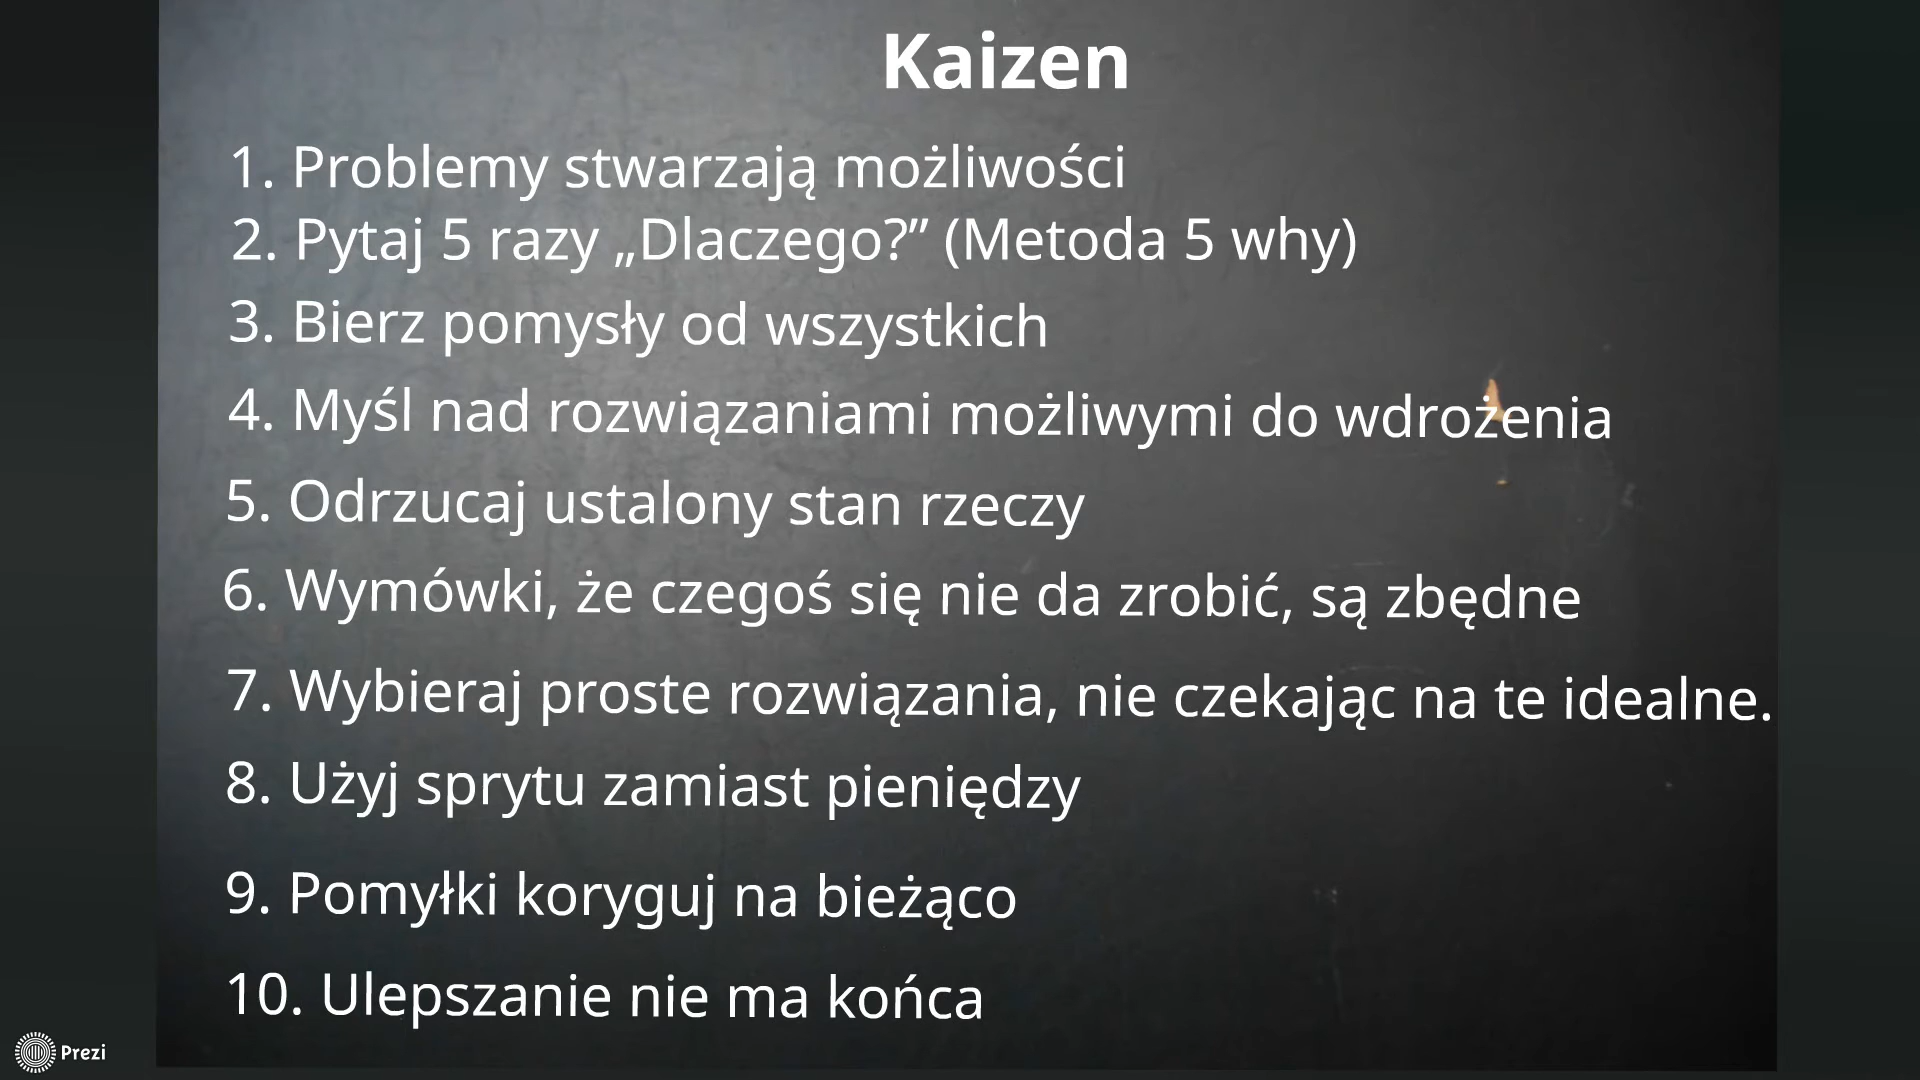 Kaizen
1. Problemy stwarzają możliwości
2. Pytaj 5 razy „Dlaczego?” (Metoda 5 why)
3. Bierz pomysły od wszystkich
4. Myśl nad rozwiązaniami możliwymi do wdrożenia
5. Odrzucaj ustalony stan rzeczy
6. Wymówki, że czegoś się nie da zrobić, są zbędne
7. Wybieraj proste rozwiązania, nie czekając na te idealne.
8. Użyj sprytu zamiast pieniędzy
9. Pomyłki koryguj na bieżąco
10. Ulepszanie nie ma końca
Prezi